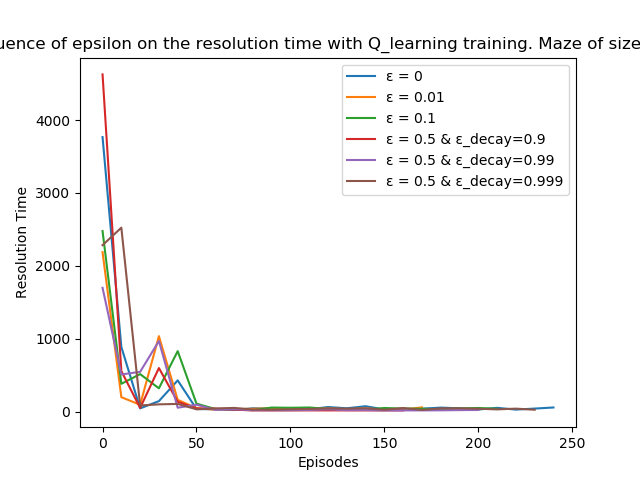 uence of epsilon on the resolution time with Q_learning training. Maze of size
ε = 0
ε = 0.01
ε = 0.1
ε = 0.5 & ε_decay=0.9
ε = 0.5 & ε_decay=0.99
ε = 0.5 & ε_decay=0.999
4000
3000
2000
1000
0
Resolution Time
0 50 100 150 200 250
Episodes